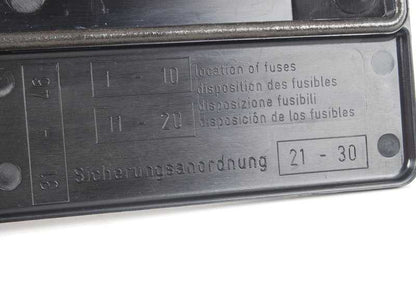 1 - 10
location of fuses
disposition des fusibles
11 - 20
disposizione fusibili
disposición de los fusibles
Sicherungsanordnung
21 - 30